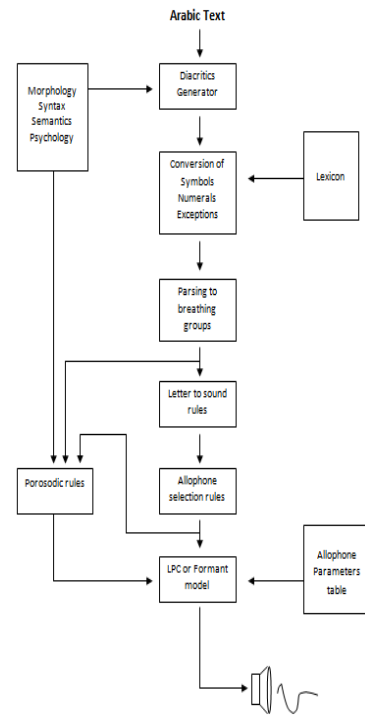 Arabic Text
Diacritics
Generator
Morphology
Syntax
Semantics
Psychology
Conversion of
Symbols
Numerals
Exceptions
Lexicon
Parsing to
breathing
groups
Letter to sound
rules
Porosodic rules
Allophone
selection rules
LPC or Formant
model
Allophone
Parameters
table